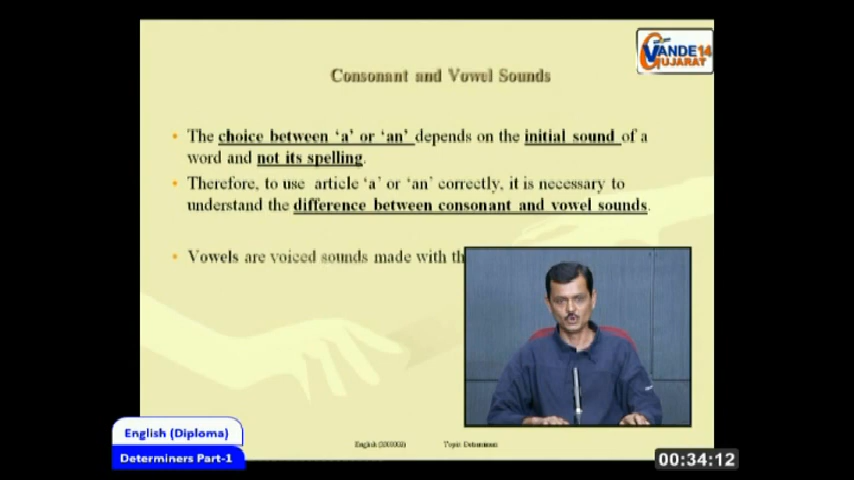 VANDE 14
GUJARAT
Consonant and Vowel Sounds
• The choice between 'a' or 'an' depends on the initial sound of a
word and not its spelling.
• Therefore, to use article 'a' or 'an' correctly, it is necessary to
understand the difference between consonant and vowel sounds.
• Vowels are voiced sounds made with th
English (Diploma)
Determiners Part-1
Topic: Determiners
00:34:12